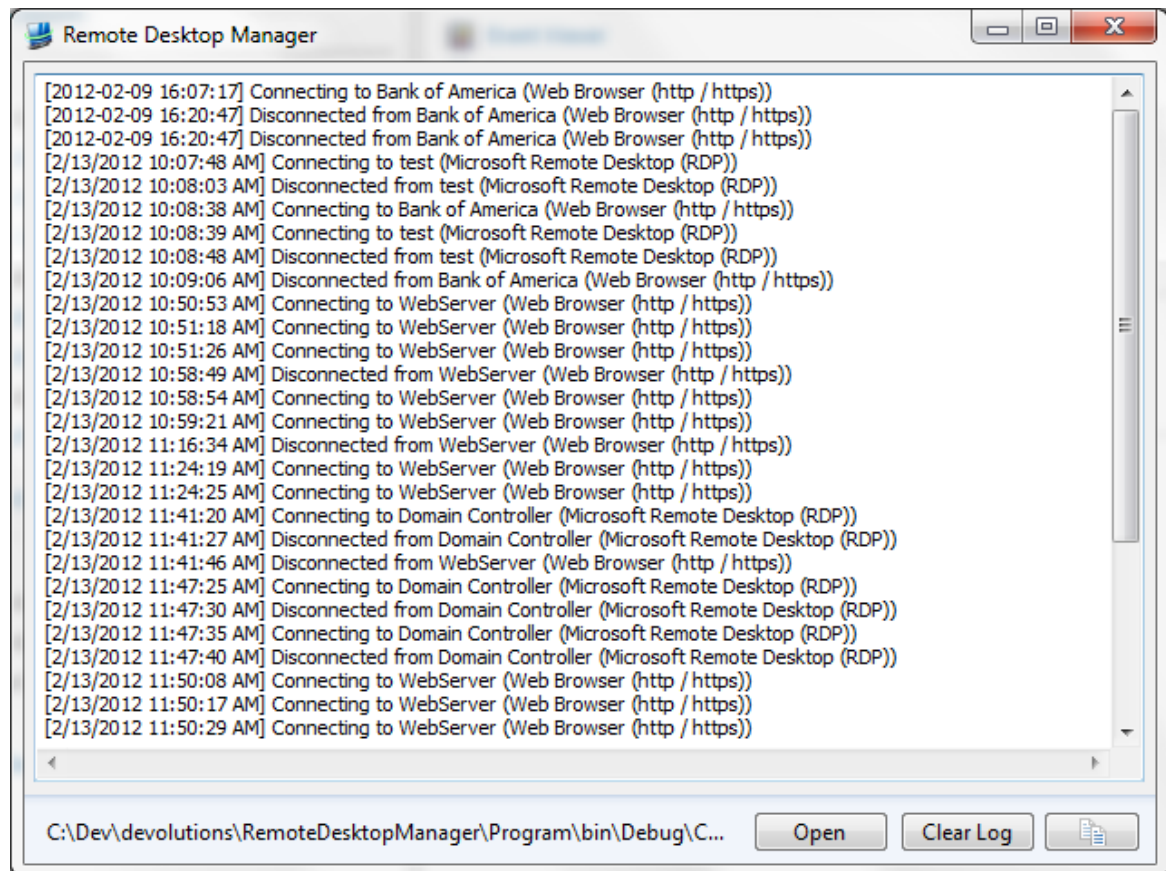 Remote Desktop Manager
[2012-02-09 16:07:17] Connecting to Bank of America (Web Browser (http / https))
[2012-02-09 16:20:47] Disconnected from Bank of America (Web Browser (http / https))
[2012-02-09 16:20:47] Disconnected from Bank of America (Web Browser (http / https))
[2/13/2012 10:07:48 AM] Connecting to test (Microsoft Remote Desktop (RDP))
[2/13/2012 10:08:03 AM] Disconnected from test (Microsoft Remote Desktop (RDP))
[2/13/2012 10:08:38 AM] Connecting to Bank of America (Web Browser (http / https))
[2/13/2012 10:08:39 AM] Connecting to test (Microsoft Remote Desktop (RDP))
[2/13/2012 10:08:48 AM] Disconnected from test (Microsoft Remote Desktop (RDP))
[2/13/2012 10:09:06 AM] Disconnected from Bank of America (Web Browser (http / https))
[2/13/2012 10:50:53 AM] Connecting to WebServer (Web Browser (http / https))
[2/13/2012 10:51:18 AM] Connecting to WebServer (Web Browser (http / https))
[2/13/2012 10:51:26 AM] Connecting to WebServer (Web Browser (http / https))
[2/13/2012 10:58:49 AM] Disconnected from WebServer (Web Browser (http / https))
[2/13/2012 10:58:54 AM] Connecting to WebServer (Web Browser (http / https))
[2/13/2012 10:59:21 AM] Connecting to WebServer (Web Browser (http / https))
[2/13/2012 11:16:34 AM] Disconnected from WebServer (Web Browser (http / https))
[2/13/2012 11:24:19 AM] Connecting to WebServer (Web Browser (http / https))
[2/13/2012 11:24:25 AM] Connecting to WebServer (Web Browser (http / https))
[2/13/2012 11:41:20 AM] Connecting to Domain Controller (Microsoft Remote Desktop (RDP))
[2/13/2012 11:41:27 AM] Disconnected from Domain Controller (Microsoft Remote Desktop (RDP))
[2/13/2012 11:41:46 AM] Disconnected from WebServer (Web Browser (http / https))
[2/13/2012 11:47:25 AM] Connecting to Domain Controller (Microsoft Remote Desktop (RDP))
[2/13/2012 11:47:30 AM] Disconnected from Domain Controller (Microsoft Remote Desktop (RDP))
[2/13/2012 11:47:35 AM] Connecting to Domain Controller (Microsoft Remote Desktop (RDP))
[2/13/2012 11:47:40 AM] Disconnected from Domain Controller (Microsoft Remote Desktop (RDP))
[2/13/2012 11:50:08 AM] Connecting to WebServer (Web Browser (http / https))
[2/13/2012 11:50:17 AM] Connecting to WebServer (Web Browser (http / https))
[2/13/2012 11:50:29 AM] Connecting to WebServer (Web Browser (http / https))
C:\Dev\devolutions\RemoteDesktopManager\Program\bin\Debug\C... Open Clear Log